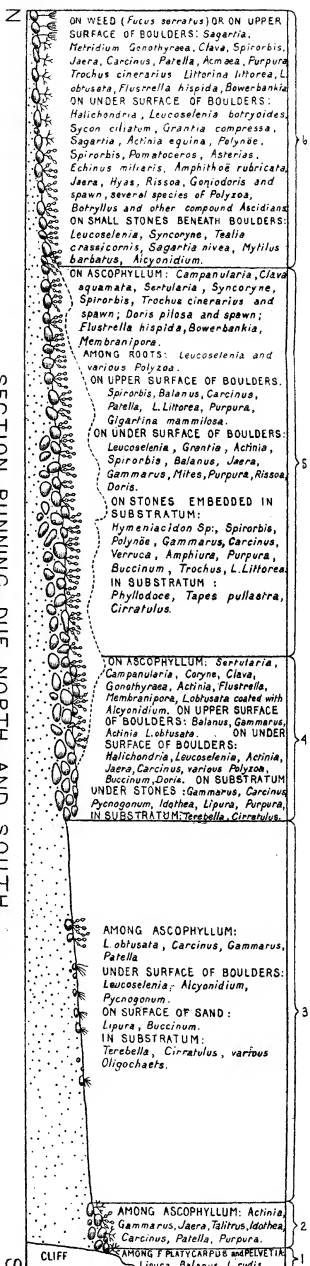 N
ON WEED (Fucus serratus) OR ON UPPER
SURFACE OF BOULDERS: Sagartia.
Metridium Gonothyraea, Clava, Spirorbis,
Jaera, Carcinus, Patella, Acmaea, Purpura
Trochus cinerarius Littorina littorea, L.
obtusata, Flustrella hispida, Bowerbankia
ON UNDER SURFACE OF BOULDERS:
Halichondria, Leucoselenia botryoides,
Sycon ciliatum, Grantia compressa,
Sagartia, Actinia equina, Polynöe,
Spirorbis, Pomatoceros, Asterias.
Echinus miliaris, Amphithoë rubricata,
Jaera, Hyas, Rissoa, Goniodoris and
spawn, several species of Polyzoa,
Botryllus and other compound Ascidians
ON SMALL STONES BENEATH BOULDERS:
Leucoselenia, Syncoryne, Tealia
crassicornis, Sagartia nivea, Mytilus
barbatus, Alcyonidium.
6
ON ASCOPHYLLUM: Campanularia, Clava
squamata, Sertularia, Syncoryne,
Spirorbis, Trochus cinerarius and
spawn; Doris pilosa and spawn;
Flustrella hispida, Bowerbankia,
Membranipora.
AMONG ROOTS: Leucoselenia and
various Polyzoa.
ON UPPER SURFACE OF BOULDERS.
Spirorbis, Balanus, Carcinus,
Patella, L. Littorea, Purpura,
Gigartina mammilosa.
ON UNDER SURFACE OF BOULDERS:
Leucoselenia, Grantia, Actinia,
Spirorbis, Balanus, Jaera,
Gammarus, Mites, Purpura, Rissoa,
Doris.
ON STONES EMBEDDED IN
SUBSTRATUM:
Hymeniacidon Sp:, Spirorbis,
Polynöe, Gammarus, Carcinus,
Verruca, Amphiura, Purpura,
Buccinum, Trochus, L. Littorea
IN SUBSTRATUM :
Phyllodoce, Tapes pullastra,
Cirratulus.
5
ON ASCOPHYLLUM: Sertularia,
Campanularia, Coryne, Clava,
Gonothyraea, Actinia, Flustrella,
Membranipora, L.obtusata coated with
Alcyonidium. ON UPPER SURFACE
OF BOULDERS: Balanus, Gammarus,
Actinia L.obtusata. ON UNDER
SURFACE OF BOULDERS:
Halichondria, Leucoselenia, Actinia,
Jaera, Carcinus, various Polyzoa,
Buccinum, Doris. ON SUBSTRATUM
UNDER STONES: Gammarus, Carcinus
Pycnogonum, Idothea, Lipura, Purpura,
IN SUBSTRATUM: Terebella, Cirratulus.
4
AMONG ASCOPHYLLUM:
L. obtusata, Carcinus, Gammarus,
Patella
UNDER SURFACE OF BOULDERS:
Leucoselenia, Alcyonidium,
Pycnogonum.
ON SURFACE OF SAND:
Lipura, Buccinum.
IN SUBSTRATUM:
Terebella, Cirratulus, various
Oligochaets.
3
AMONG ASCOPHYLLUM: Actinia,
Gammarus, Jaera, Talitrus, Idothea,
Carcinus, Patella, Purpura.
2
CLIFF
AMONG F PLATYCARPUS and PELVETIA:
Lipura, Balanus, L. rudis.
1
S
SECTION RUNNING DUE NORTH AND SOUTH